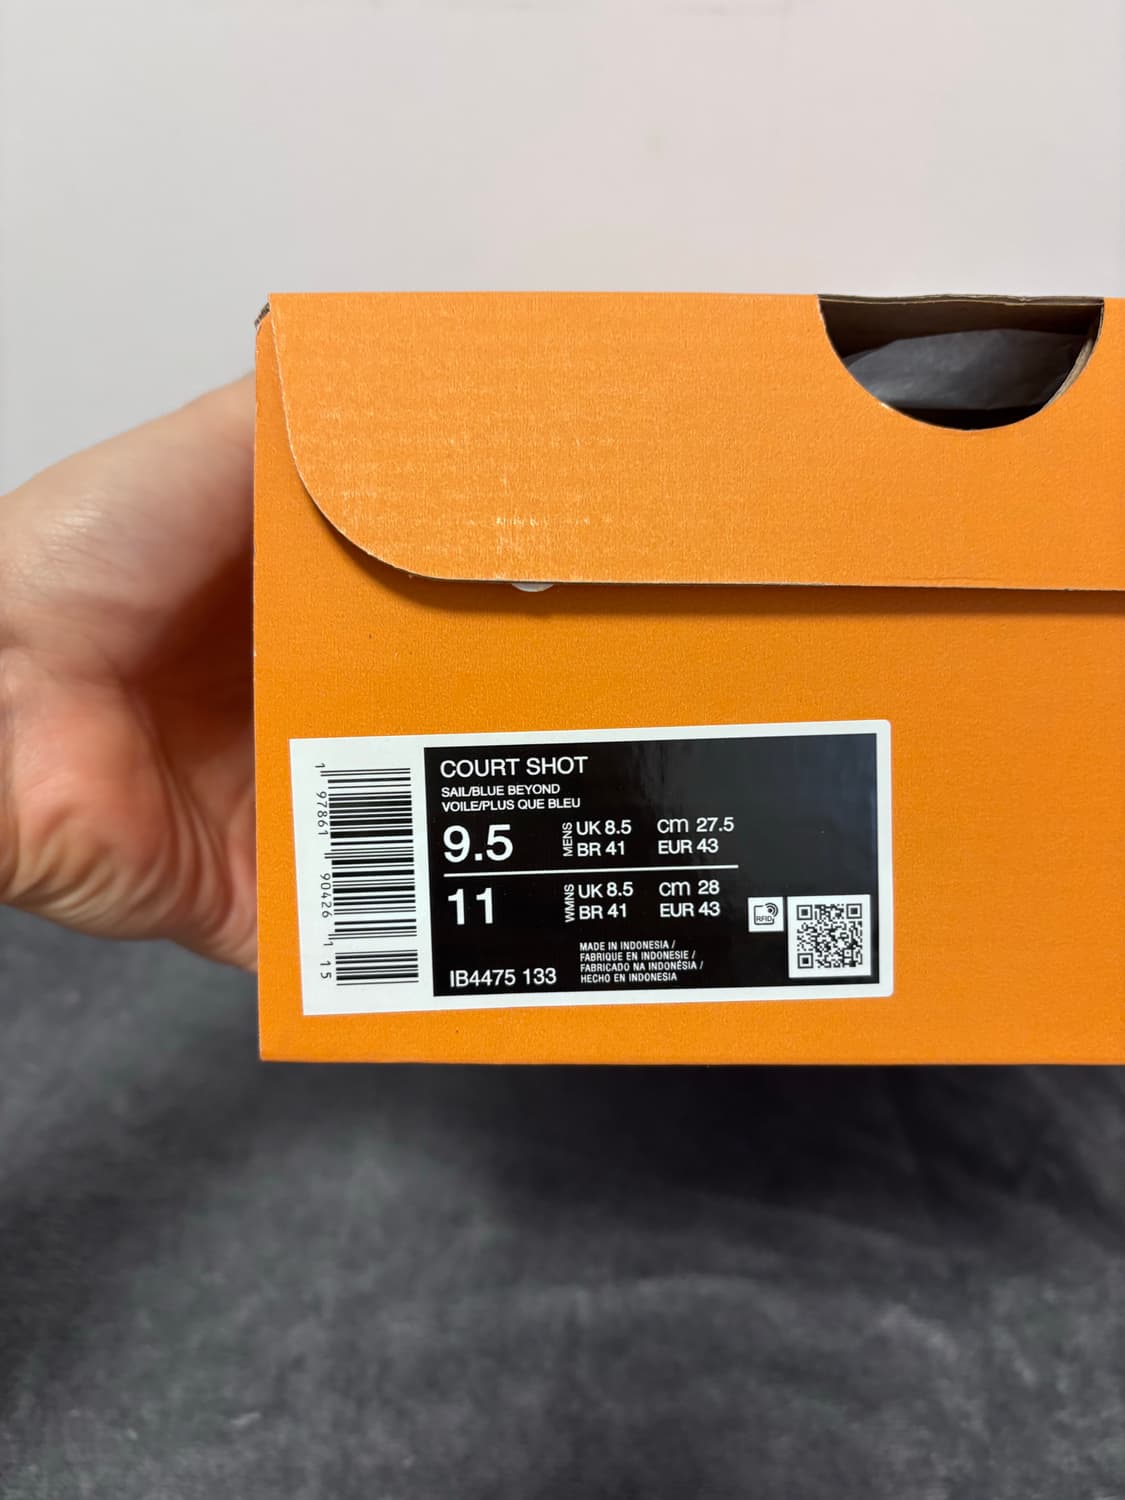 COURT SHOT
SAIL/BLUE BEYOND
VOILE/PLUS QUE BLEU
9.5
MENS
UK 8.5 cm 27.5
BR 41 EUR 43
11
WMNS
UK 8.5 cm 28
BR 41 EUR 43
RFID
IB4475 133
MADE IN INDONESIA /
FABRIQUE EN INDONESIE /
FABRICADO NA INDONÉSIA /
HECHO EN INDONESIA
1 97861 90426 1 15